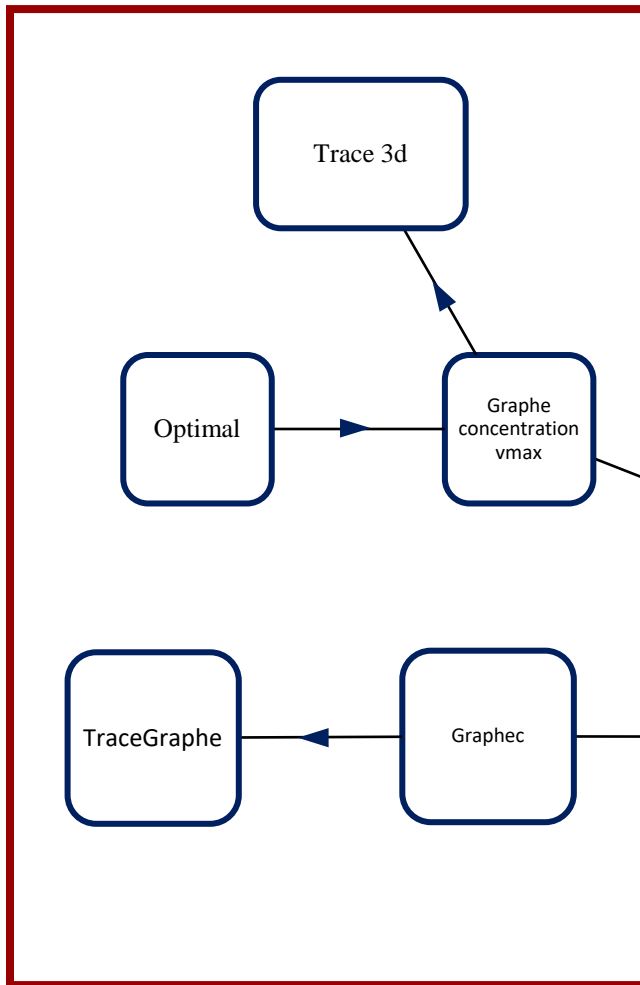 Trace 3d
Optimal
Graphe
concentration
vmax
TraceGraphe
Graphec